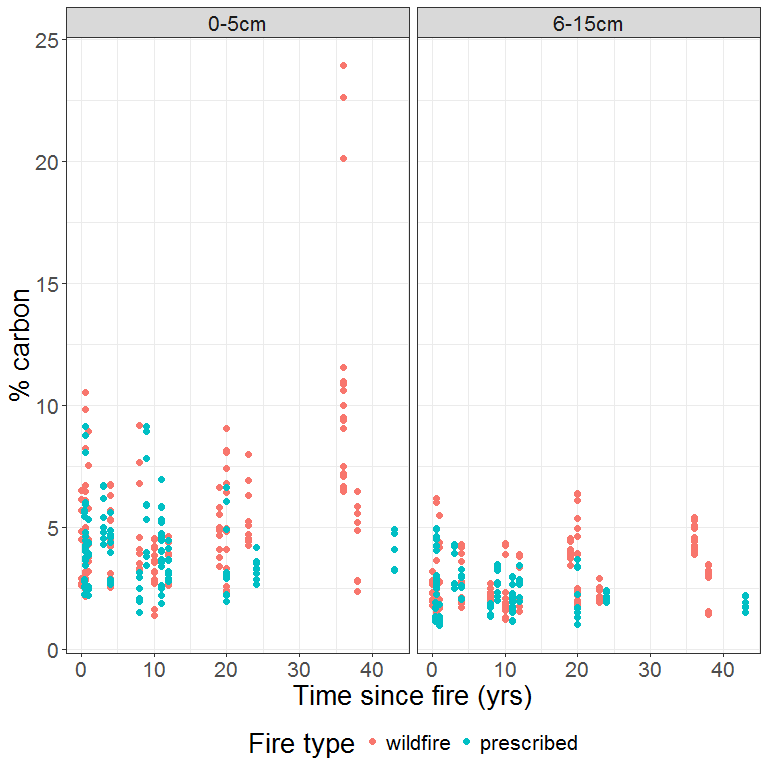 0-5cm 6-15cm
25
20
15
10
5
0
% carbon
0 10 20 30 40 0 10 20 30 40
Time since fire (yrs)
Fire type wildfire prescribed